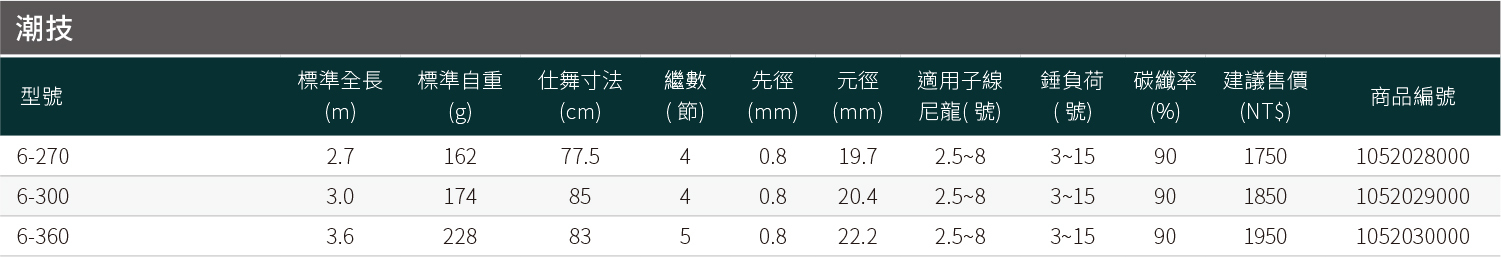 潮技
型號 標準全長(m) 標準自重(g) 仕舞寸法(cm) 繼數( 節) 先徑(mm) 元徑(mm) 適用子線尼龍( 號) 錘負荷( 號) 碳纖率(%) 建議售價(NT$) 商品編號
6-270 2.7 162 77.5 4 0.8 19.7 2.5~8 3~15 90 1750 1052028000
6-300 3.0 174 85 4 0.8 20.4 2.5~8 3~15 90 1850 1052029000
6-360 3.6 228 83 5 0.8 22.2 2.5~8 3~15 90 1950 1052030000